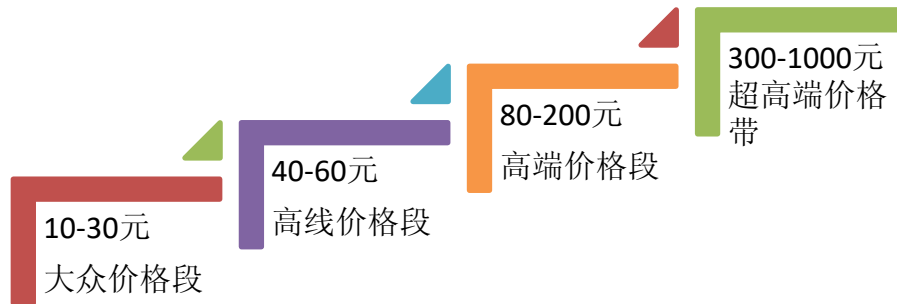 10-30元
大众价格段
40-60元
高线价格段
80-200元
高端价格段
300-1000元
超高端价格
带